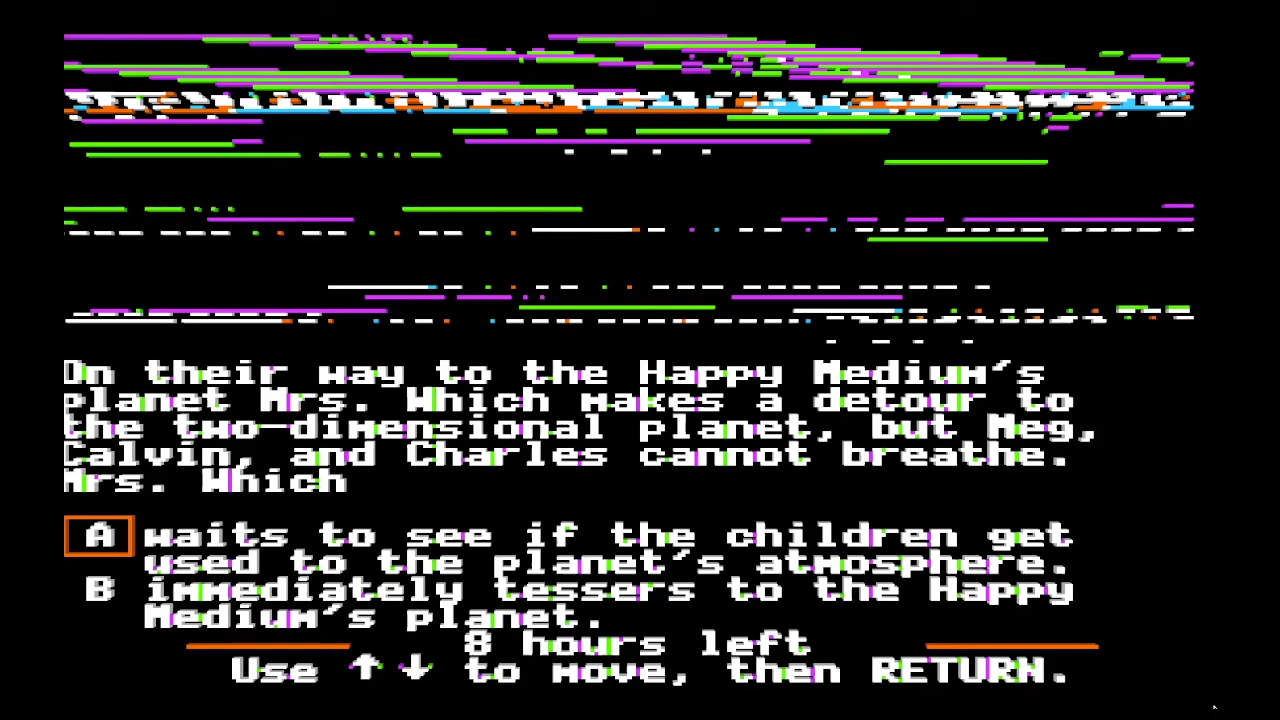 On their way to the Happy Medium's
planet Mrs. Which makes a detour to
the two-dimensional planet, but Meg,
Calvin, and Charles cannot breathe.
Mrs. Which
A waits to see if the children get
used to the planet's atmosphere.
B immediately tessers to the Happy
Medium's planet.
8 hours left
Use ↑ ↓ to move, then RETURN.